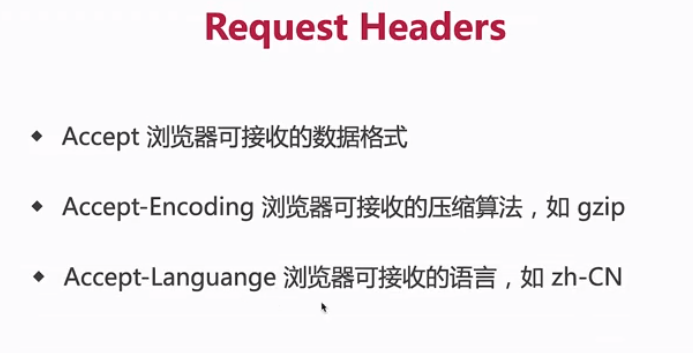 Request Headers
◆ Accept 浏览器可接收的数据格式
◆ Accept-Encoding 浏览器可接收的压缩算法，如 gzip
◆ Accept-Languange 浏览器可接收的语言，如 zh-CN